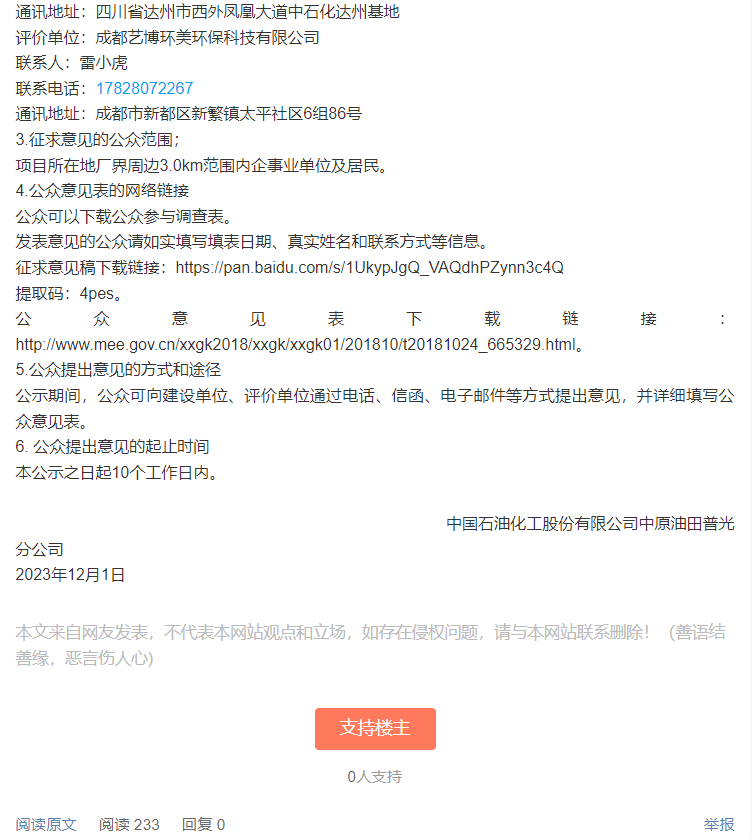 通讯地址：四川省达州市西外凤凰大道中石化达州基地
评价单位：成都艺博环美环保科技有限公司
联系人：雷小虎
联系电话：17828072267
通讯地址：成都市新都区新繁镇太平社区6组86号
3.征求意见的公众范围；
项目所在地厂界周边3.0km范围内企事业单位及居民。
4.公众意见表的网络链接
公众可以下载公众参与调查表。
发表意见的公众请如实填写填表日期、真实姓名和联系方式等信息。
征求意见稿下载链接：https://pan.baidu.com/s/1UkypJgQ_VAQdhPZynn3c4Q
提取码：4pes。
公众意见表下载链接：
http://www.mee.gov.cn/xxgk2018/xxgk/xxgk01/201810/t20181024_665329.html。
5.公众提出意见的方式和途径
公示期间，公众可向建设单位、评价单位通过电话、信函、电子邮件等方式提出意见，并详细填写公
众意见表。
6. 公众提出意见的起止时间
本公示之日起10个工作日内。
中国石油化工股份有限公司中原油田普光
分公司
2023年12月1日
本文来自网友发表，不代表本网站观点和立场，如存在侵权问题，请与本网站联系删除！（善语结
善缘，恶言伤人心)
支持楼主
0人支持
阅读原文 阅读 233 回复 0 举报